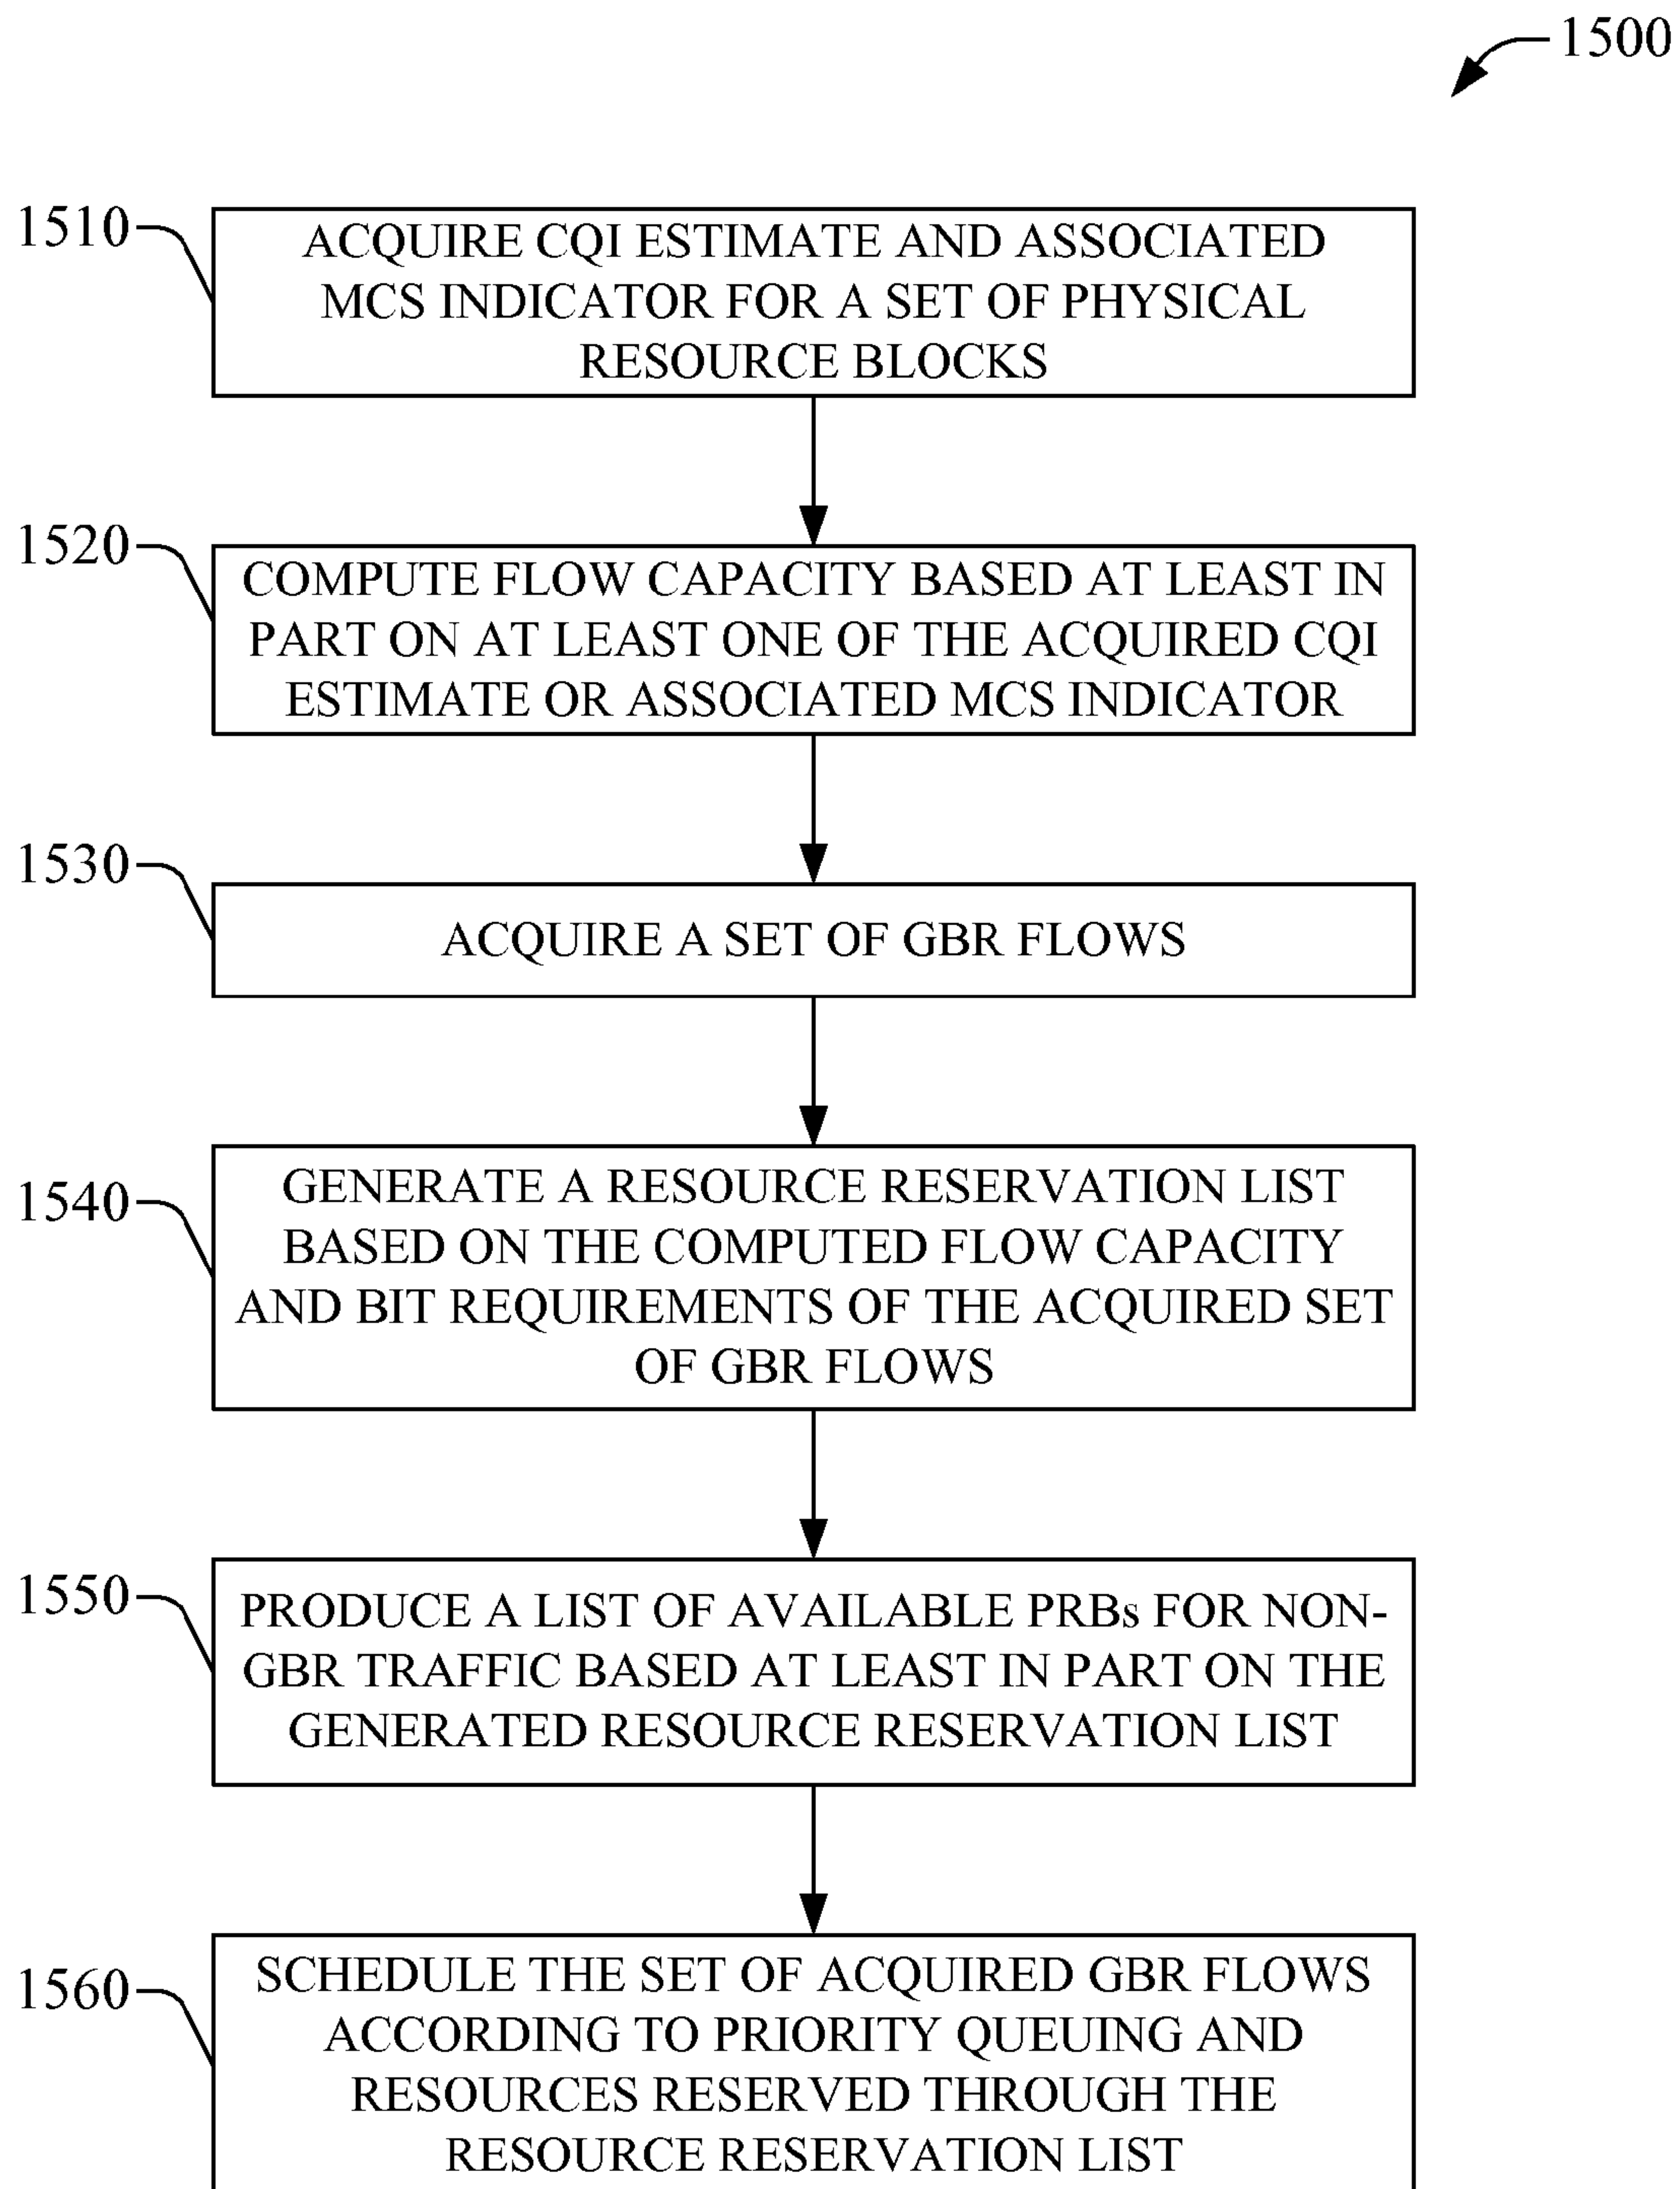 1500
1510
ACQUIRE CQI ESTIMATE AND ASSOCIATED
MCS INDICATOR FOR A SET OF PHYSICAL
RESOURCE BLOCKS
1520
COMPUTE FLOW CAPACITY BASED AT LEAST IN
PART ON AT LEAST ONE OF THE ACQUIRED CQI
ESTIMATE OR ASSOCIATED MCS INDICATOR
1530
ACQUIRE A SET OF GBR FLOWS
1540
GENERATE A RESOURCE RESERVATION LIST
BASED ON THE COMPUTED FLOW CAPACITY
AND BIT REQUIREMENTS OF THE ACQUIRED SET
OF GBR FLOWS
1550
PRODUCE A LIST OF AVAILABLE PRBs FOR NON-
GBR TRAFFIC BASED AT LEAST IN PART ON THE
GENERATED RESOURCE RESERVATION LIST
1560
SCHEDULE THE SET OF ACQUIRED GBR FLOWS
ACCORDING TO PRIORITY QUEUING AND
RESOURCES RESERVED THROUGH THE
RESOURCE RESERVATION LIST